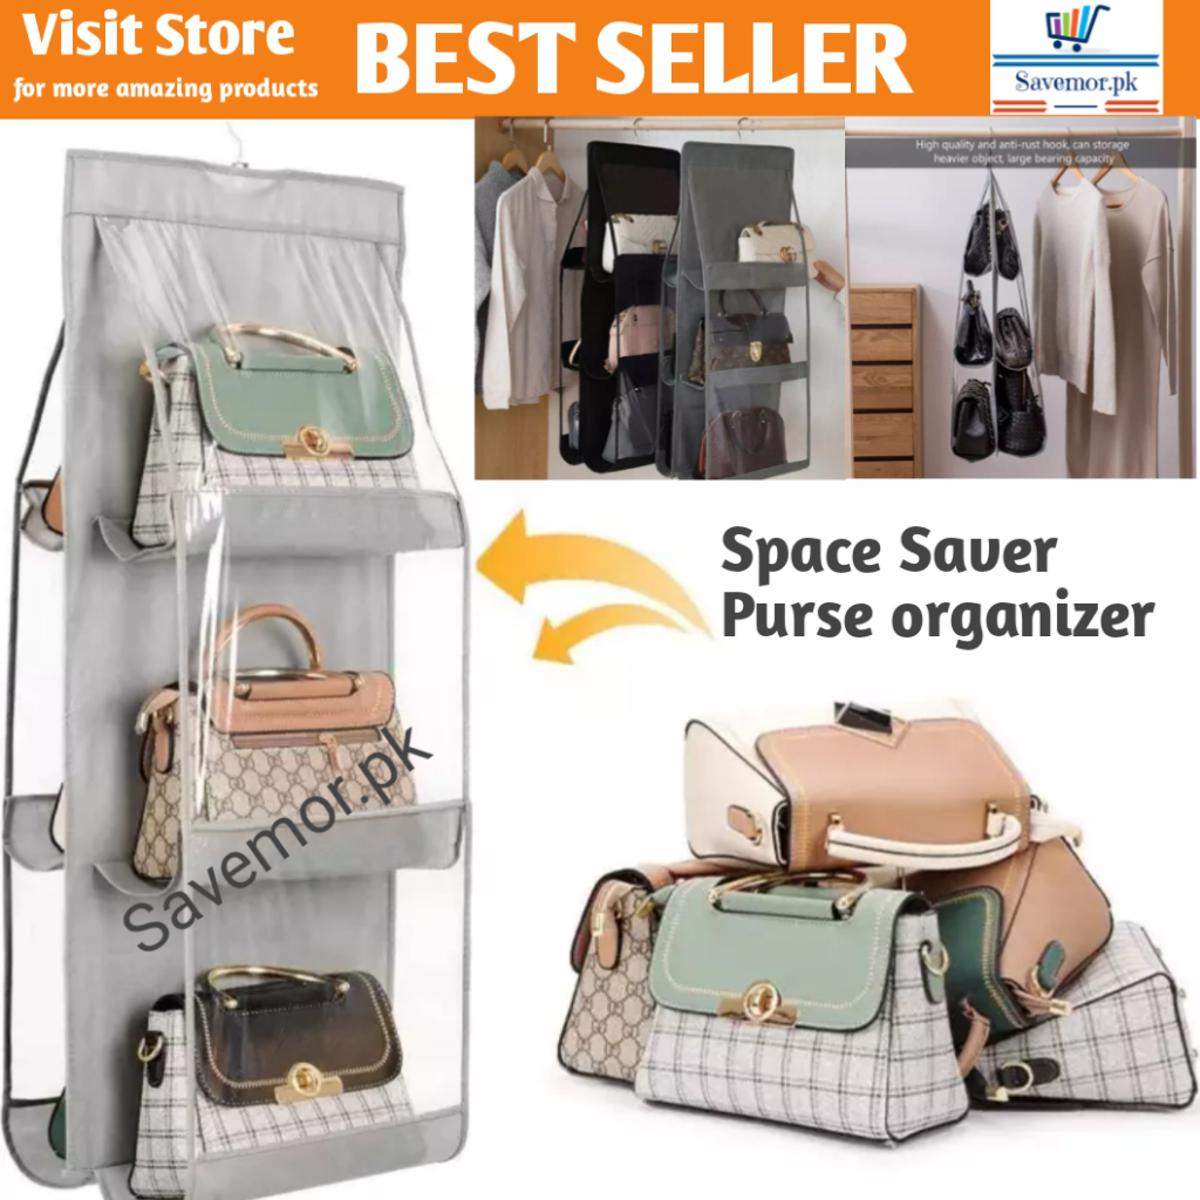 Visit Store
for more amazing products
BEST SELLER
Savemor.pk
High quality and anti-rust hook, can storage
heavier object, large bearing capacity
Space Saver
Purse organizer
Savemor.pk